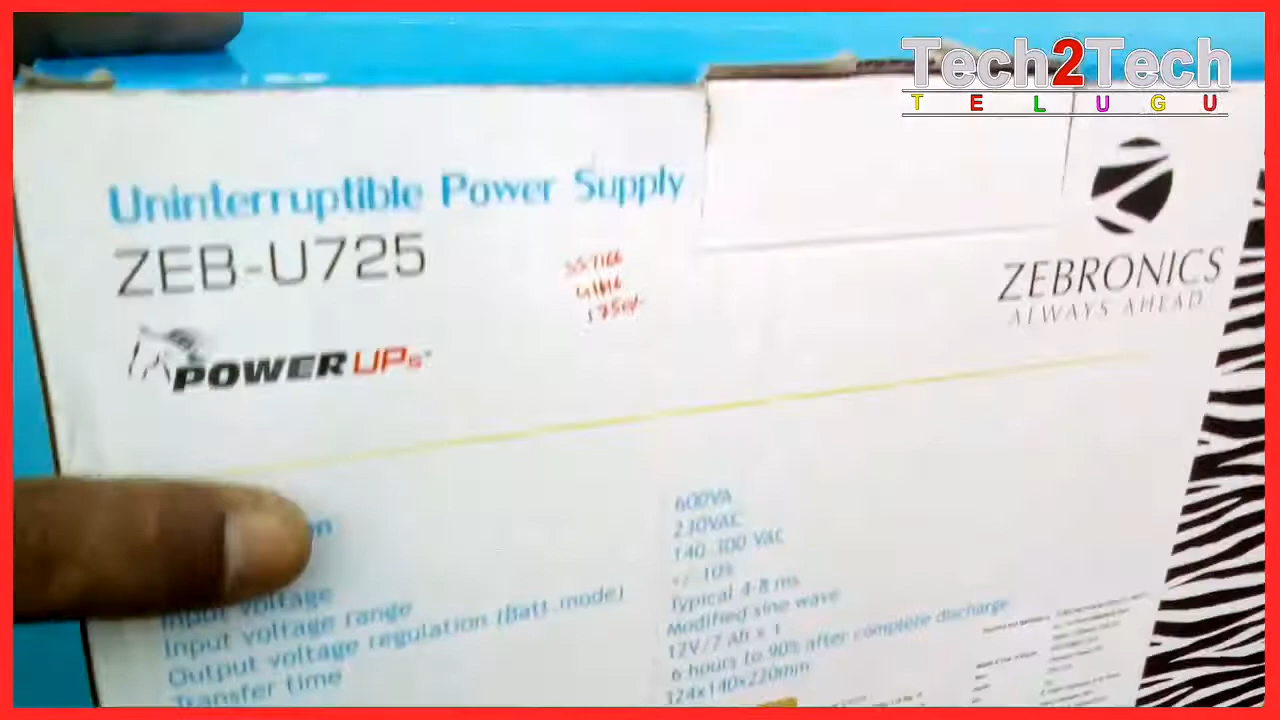 Tech2Tech
TELUGU
Uninterruptible Power Supply
ZEB-U725
POWER UPs
ZEBRONICS
ALWAYS AHEAD
600VA
230VAC
140-300 VAC
+/- 10%
Typical 4-8 ms
Modified sine wave
12V/7 Ah x 1
6 hours to 90% after complete discharge
324x140x220mm
Input voltage
Input voltage range
Output voltage regulation (Batt.mode)
Transfer time